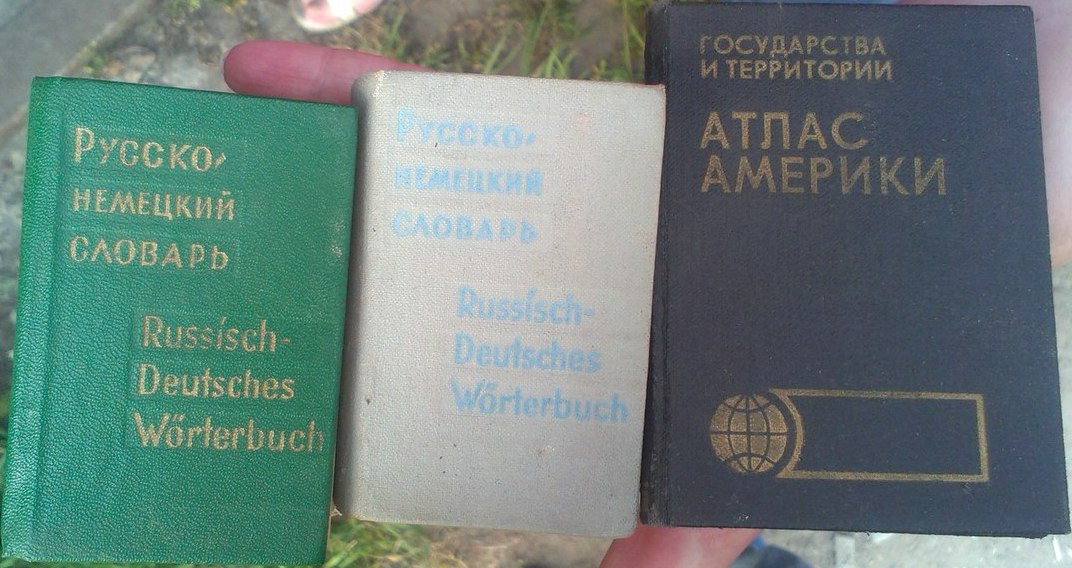 Русско-
немецкий
словарь
Russisch-
Deutsches
Wörterbuch
Русско-
немецкий
словарь
Russisch-
Deutsches
Wörterbuch
ГОСУДАРСТВА
И ТЕРРИТОРИИ
АТЛАС
АМЕРИКИ